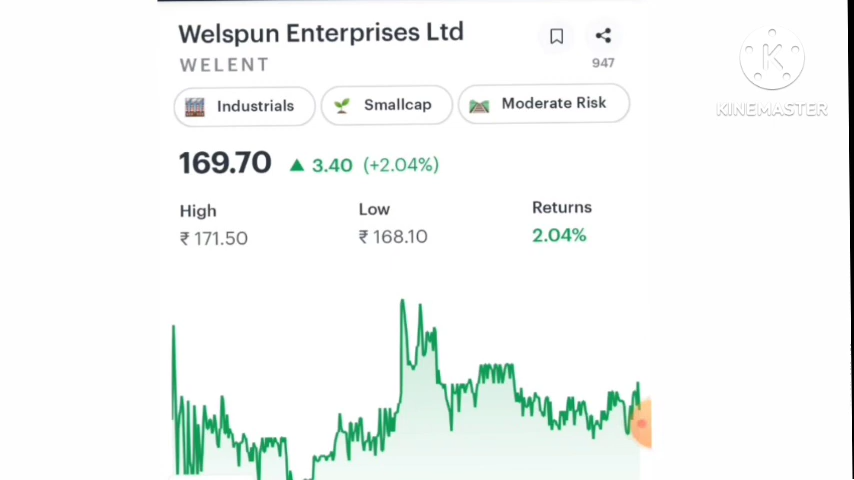 Welspun Enterprises Ltd
WELENT
947
Industrials
Smallcap
Moderate Risk
169.70 ▲ 3.40 (+2.04%)
High Low Returns
₹ 171.50 ₹ 168.10 2.04%
KINEMASTER